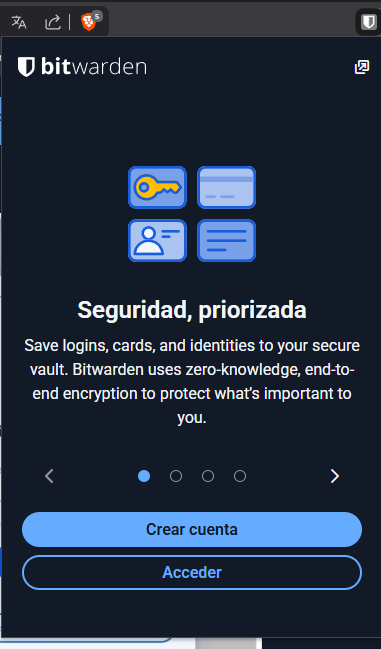 5
bitwarden
Seguridad, priorizada
Save logins, cards, and identities to your secure
vault. Bitwarden uses zero-knowledge, end-to-
end encryption to protect what’s important to
you.
Crear cuenta
Acceder